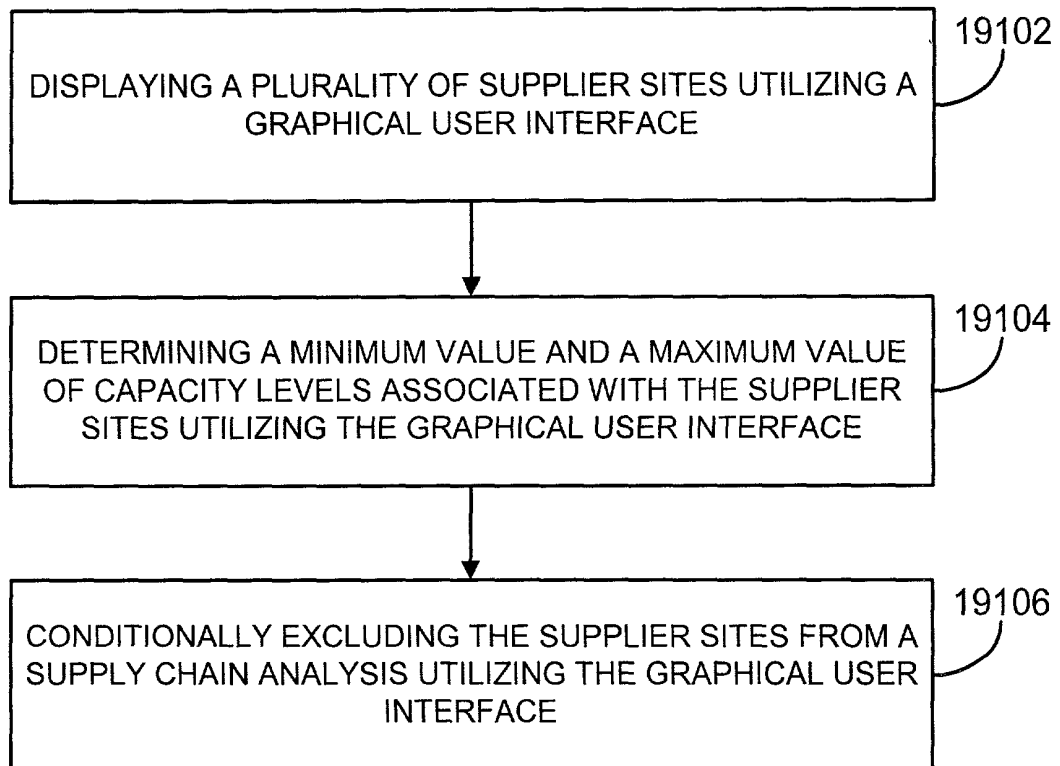 19102
DISPLAYING A PLURALITY OF SUPPLIER SITES UTILIZING A
GRAPHICAL USER INTERFACE
19104
DETERMINING A MINIMUM VALUE AND A MAXIMUM VALUE
OF CAPACITY LEVELS ASSOCIATED WITH THE SUPPLIER
SITES UTILIZING THE GRAPHICAL USER INTERFACE
19106
CONDITIONALLY EXCLUDING THE SUPPLIER SITES FROM A
SUPPLY CHAIN ANALYSIS UTILIZING THE GRAPHICAL USER
INTERFACE